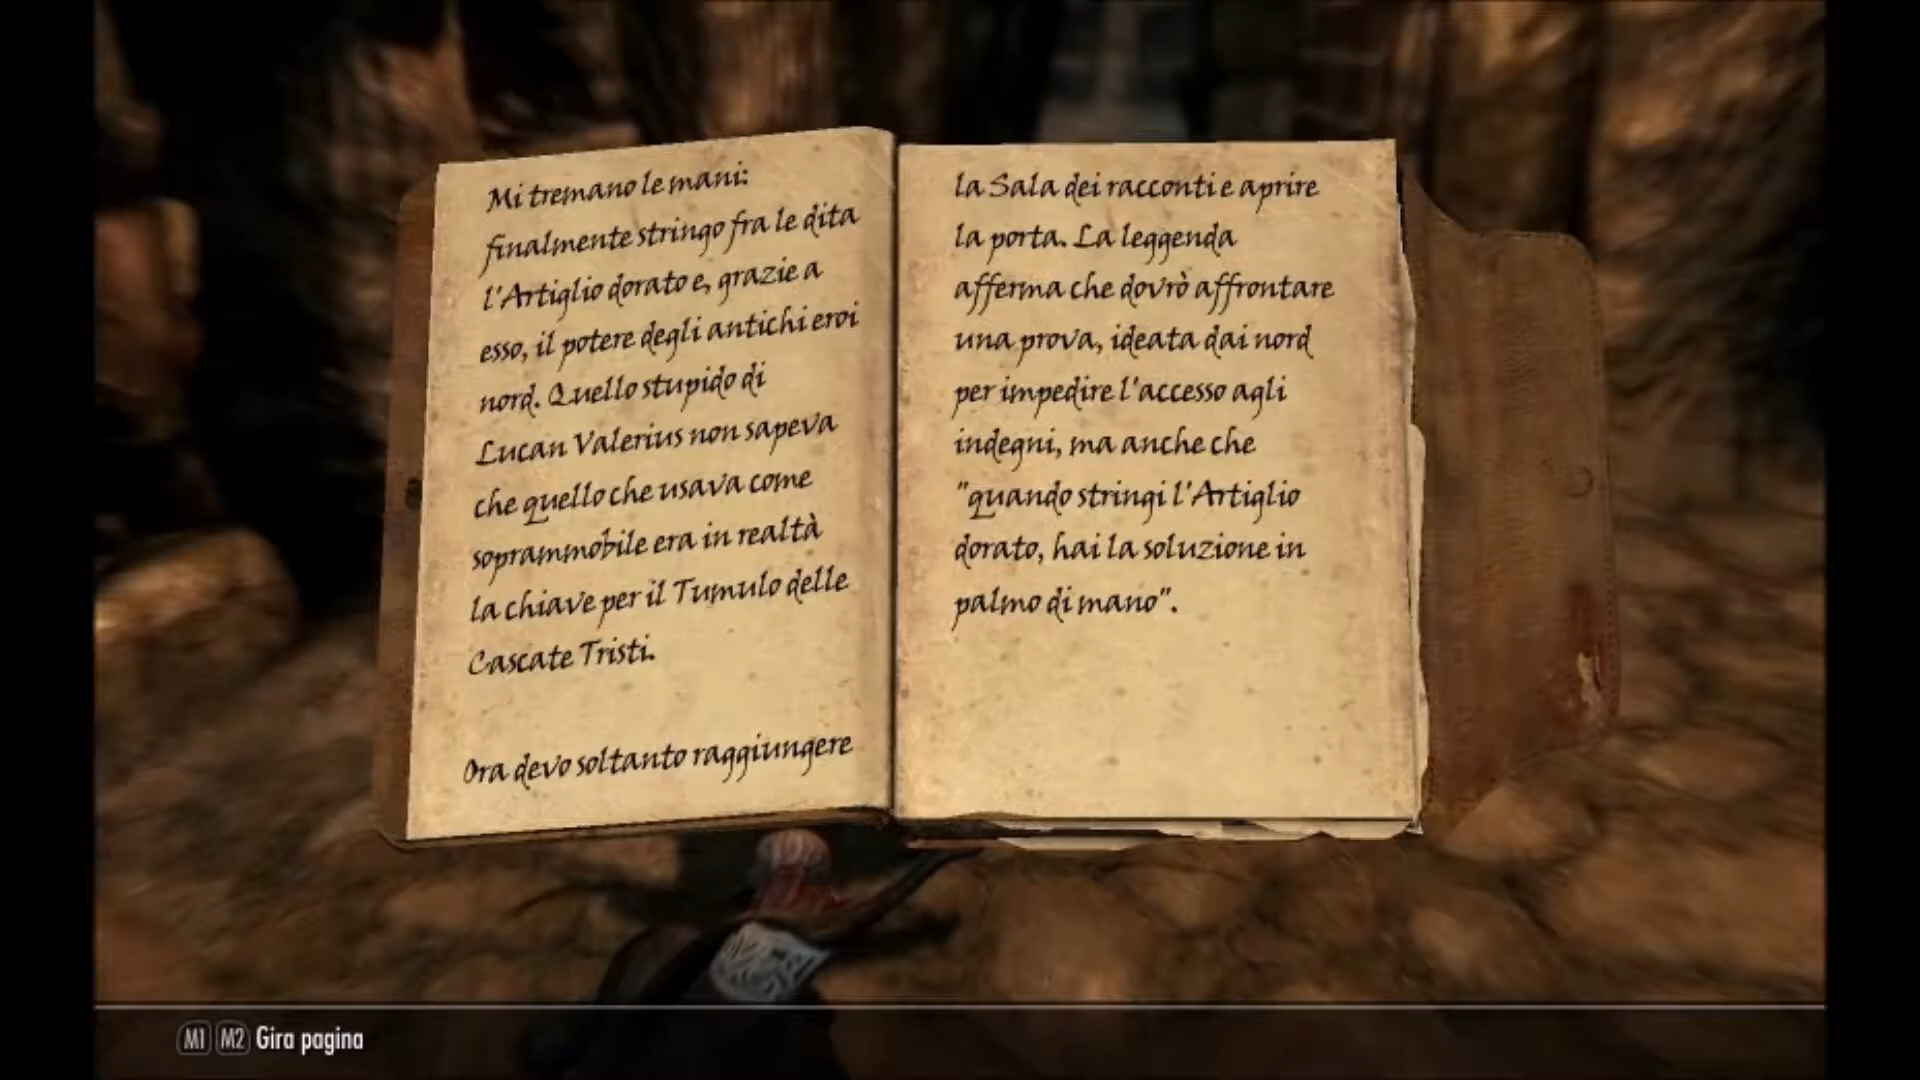 Mi tremano le mani:
finalmente stringo fra le dita
l'Artiglio dorato e, grazie a
esso, il potere degli antichi eroi
nord. Quello stupido di
Lucan Valerius non sapeva
che quello che usava come
soprammobile era in realtà
la chiave per il Tumulo delle
Cascate Tristi.
Ora devo soltanto raggiungere
la Sala dei racconti e aprire
la porta. La leggenda
afferma che dovrò affrontare
una prova, ideata dai nord
per impedire l'accesso agli
indegni, ma anche che
"quando stringi l'Artiglio
dorato, hai la soluzione in
palmo di mano".
M1 M2 Gira pagina